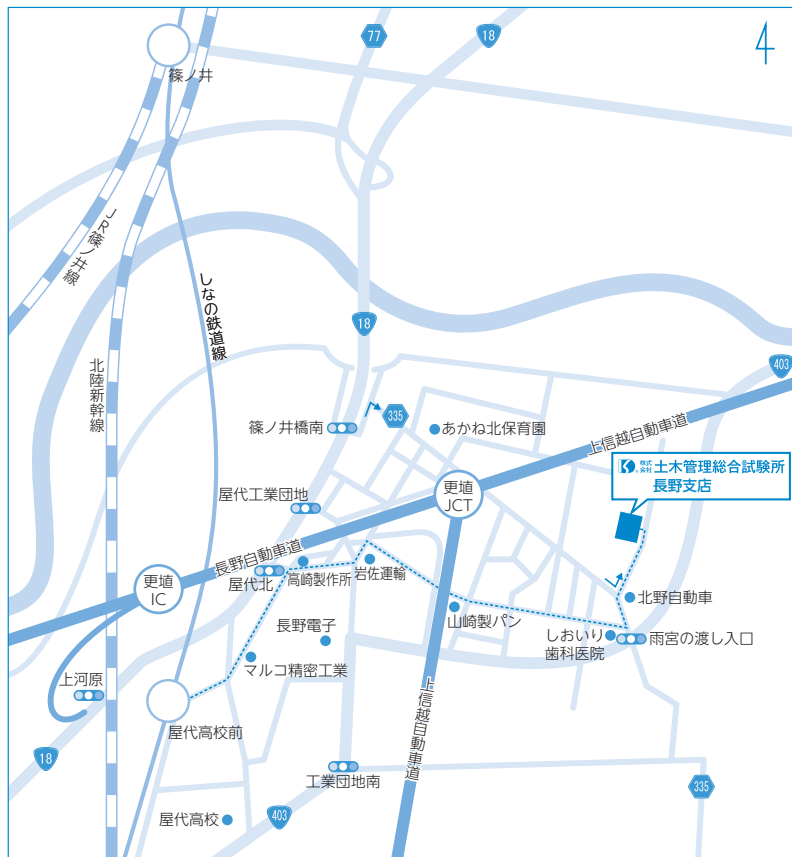 77
18
篠ノ井
JR篠ノ井線
しなの鉄道線
18
北陸新幹線
403
335
篠ノ井橋南
あかね北保育園
上信越自動車道
株式
会社
土木管理総合試験所
長野支店
更埴
JCT
屋代工業団地
長野自動車道
屋代北
高崎製作所
岩佐運輸
更埴
IC
北野自動車
山崎製パン
長野電子
しおいり
歯科医院
雨宮の渡し入口
マルコ精密工業
上河原
上信越自動車道
屋代高校前
18
工業団地南
335
屋代高校
403